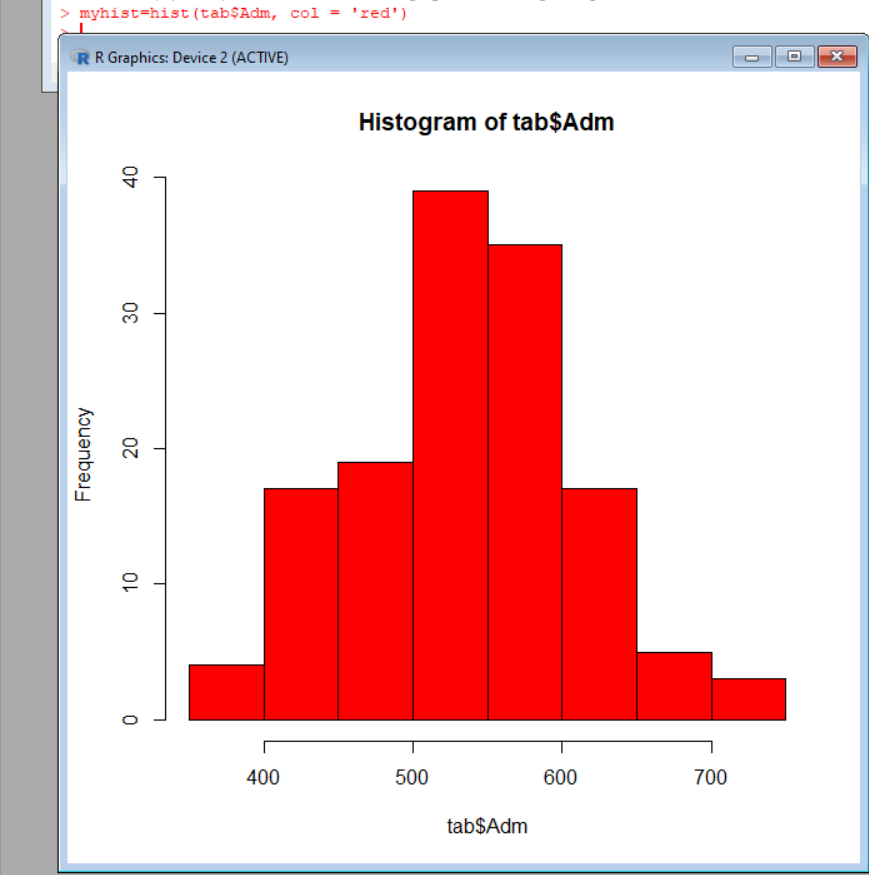 > myhist=hist(tab$Adm, col = 'red')
>
R Graphics: Device 2 (ACTIVE)
Histogram of tab$Adm
Frequency
40
30
20
10
0
400 500 600 700
tab$Adm